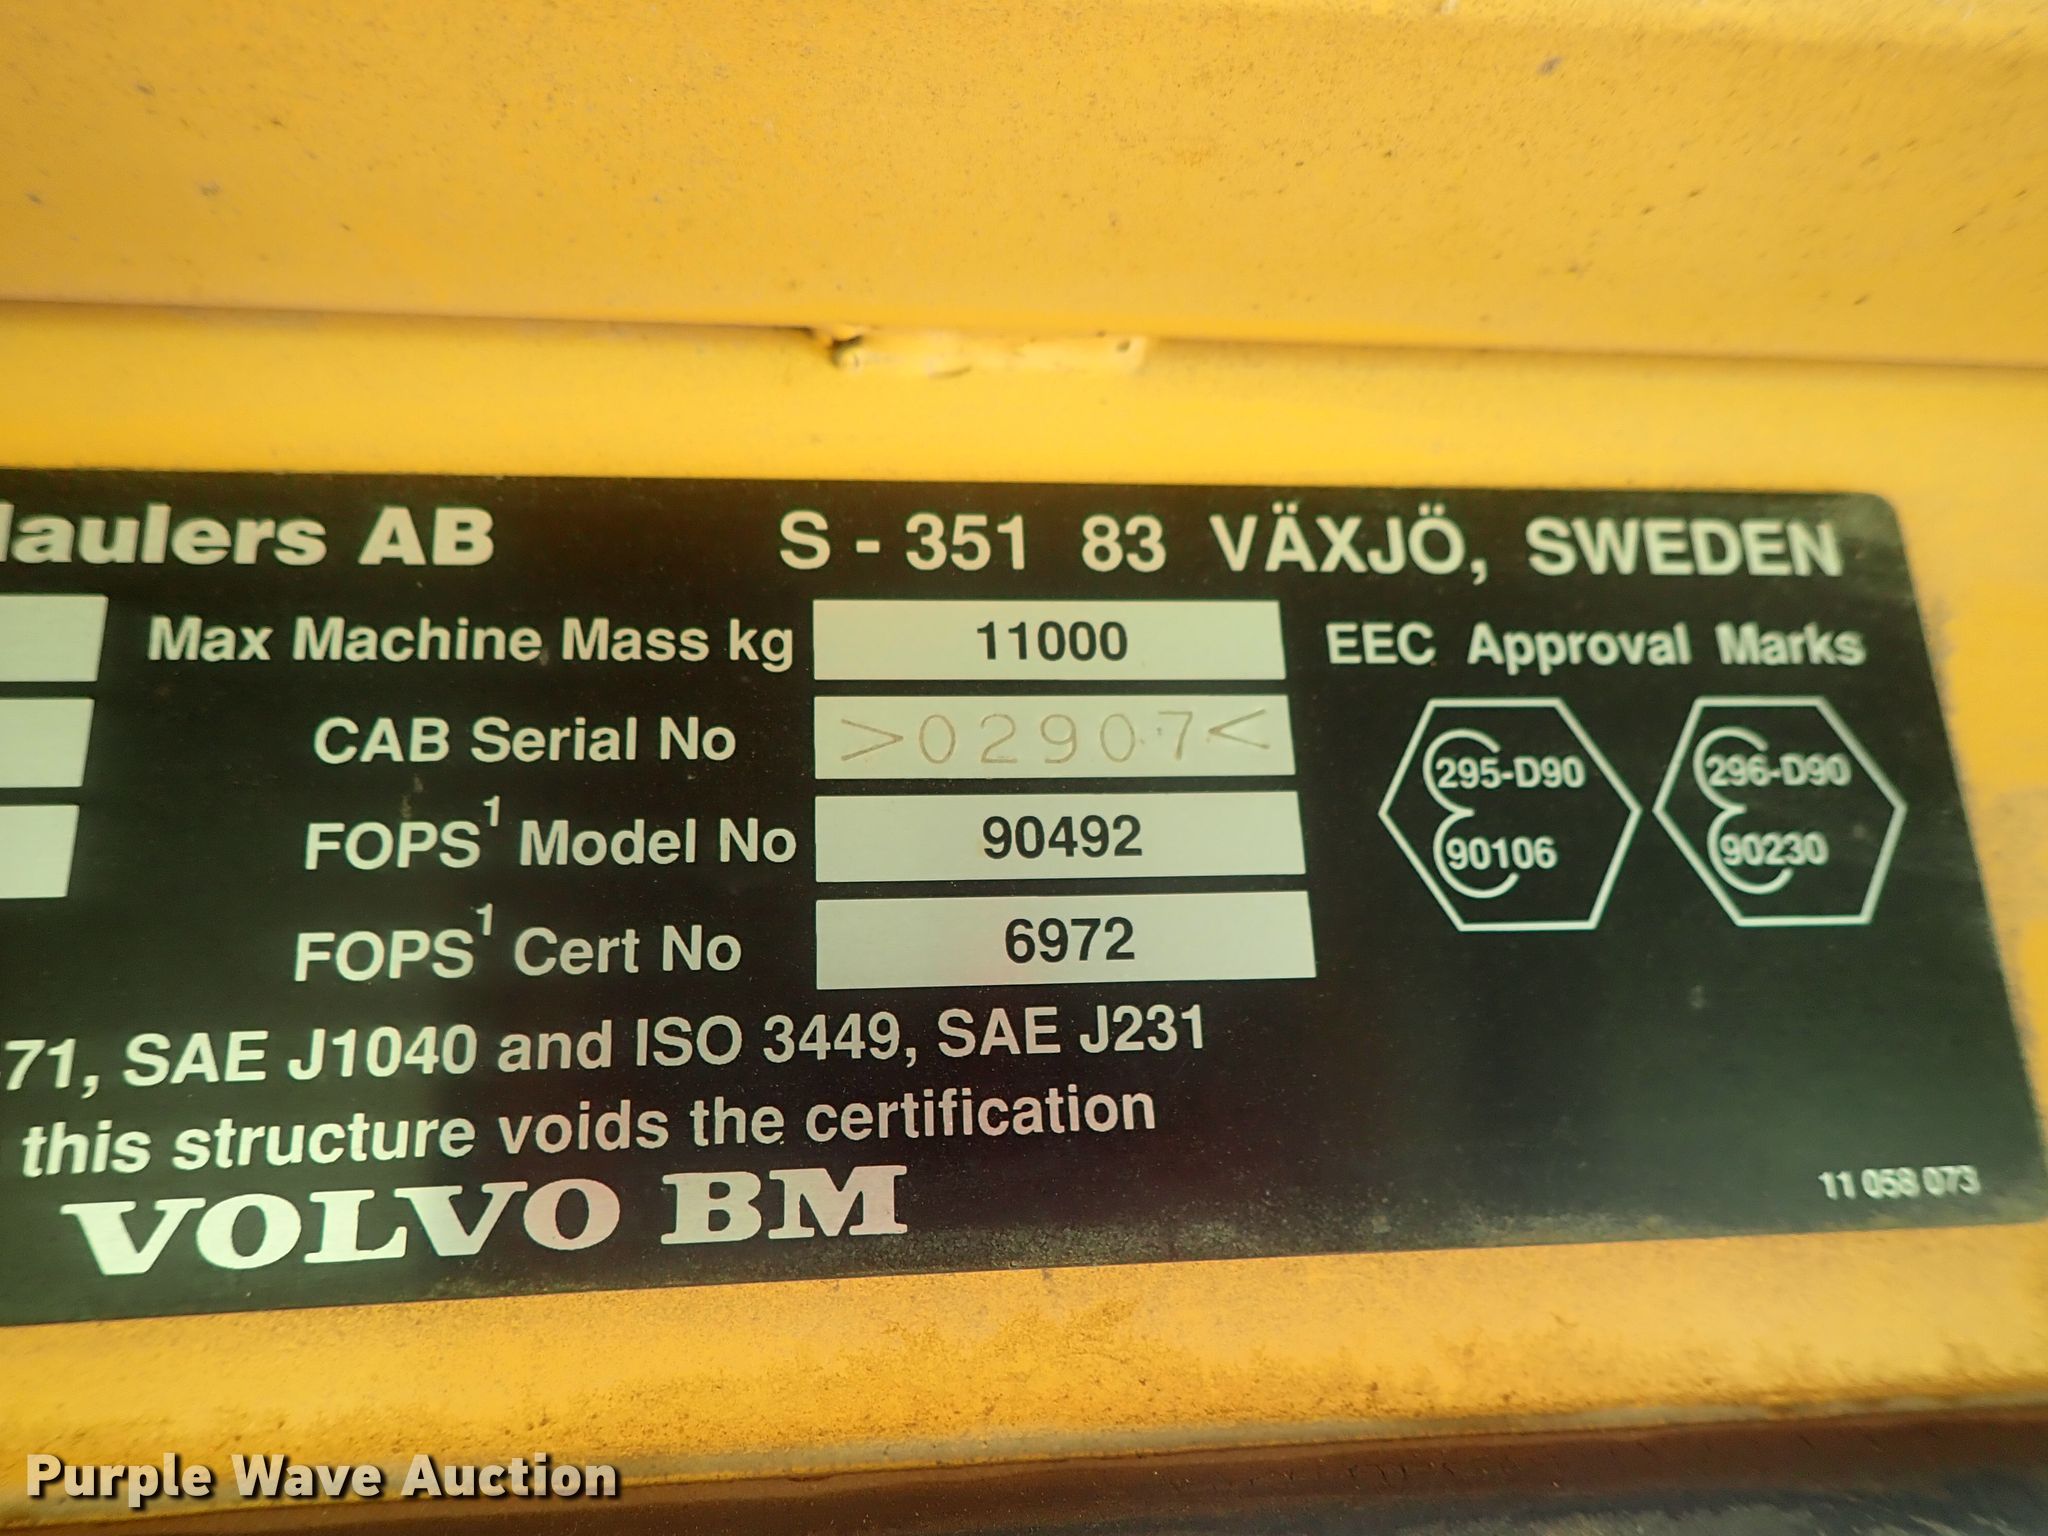 AB S - 351 83 VÄXJÖ, SWEDEN
Max Machine Mass kg 11000 EEC Approval Marks
CAB Serial No >02907<
295-D90
90106
296-D90
90230
FOPS¹ Model No 90492
FOPS¹ Cert No 6972
71, SAE J1040 and ISO 3449, SAE J231
this structure voids the certification
VOLVO BM
11 058 073
Purple Wave Auction